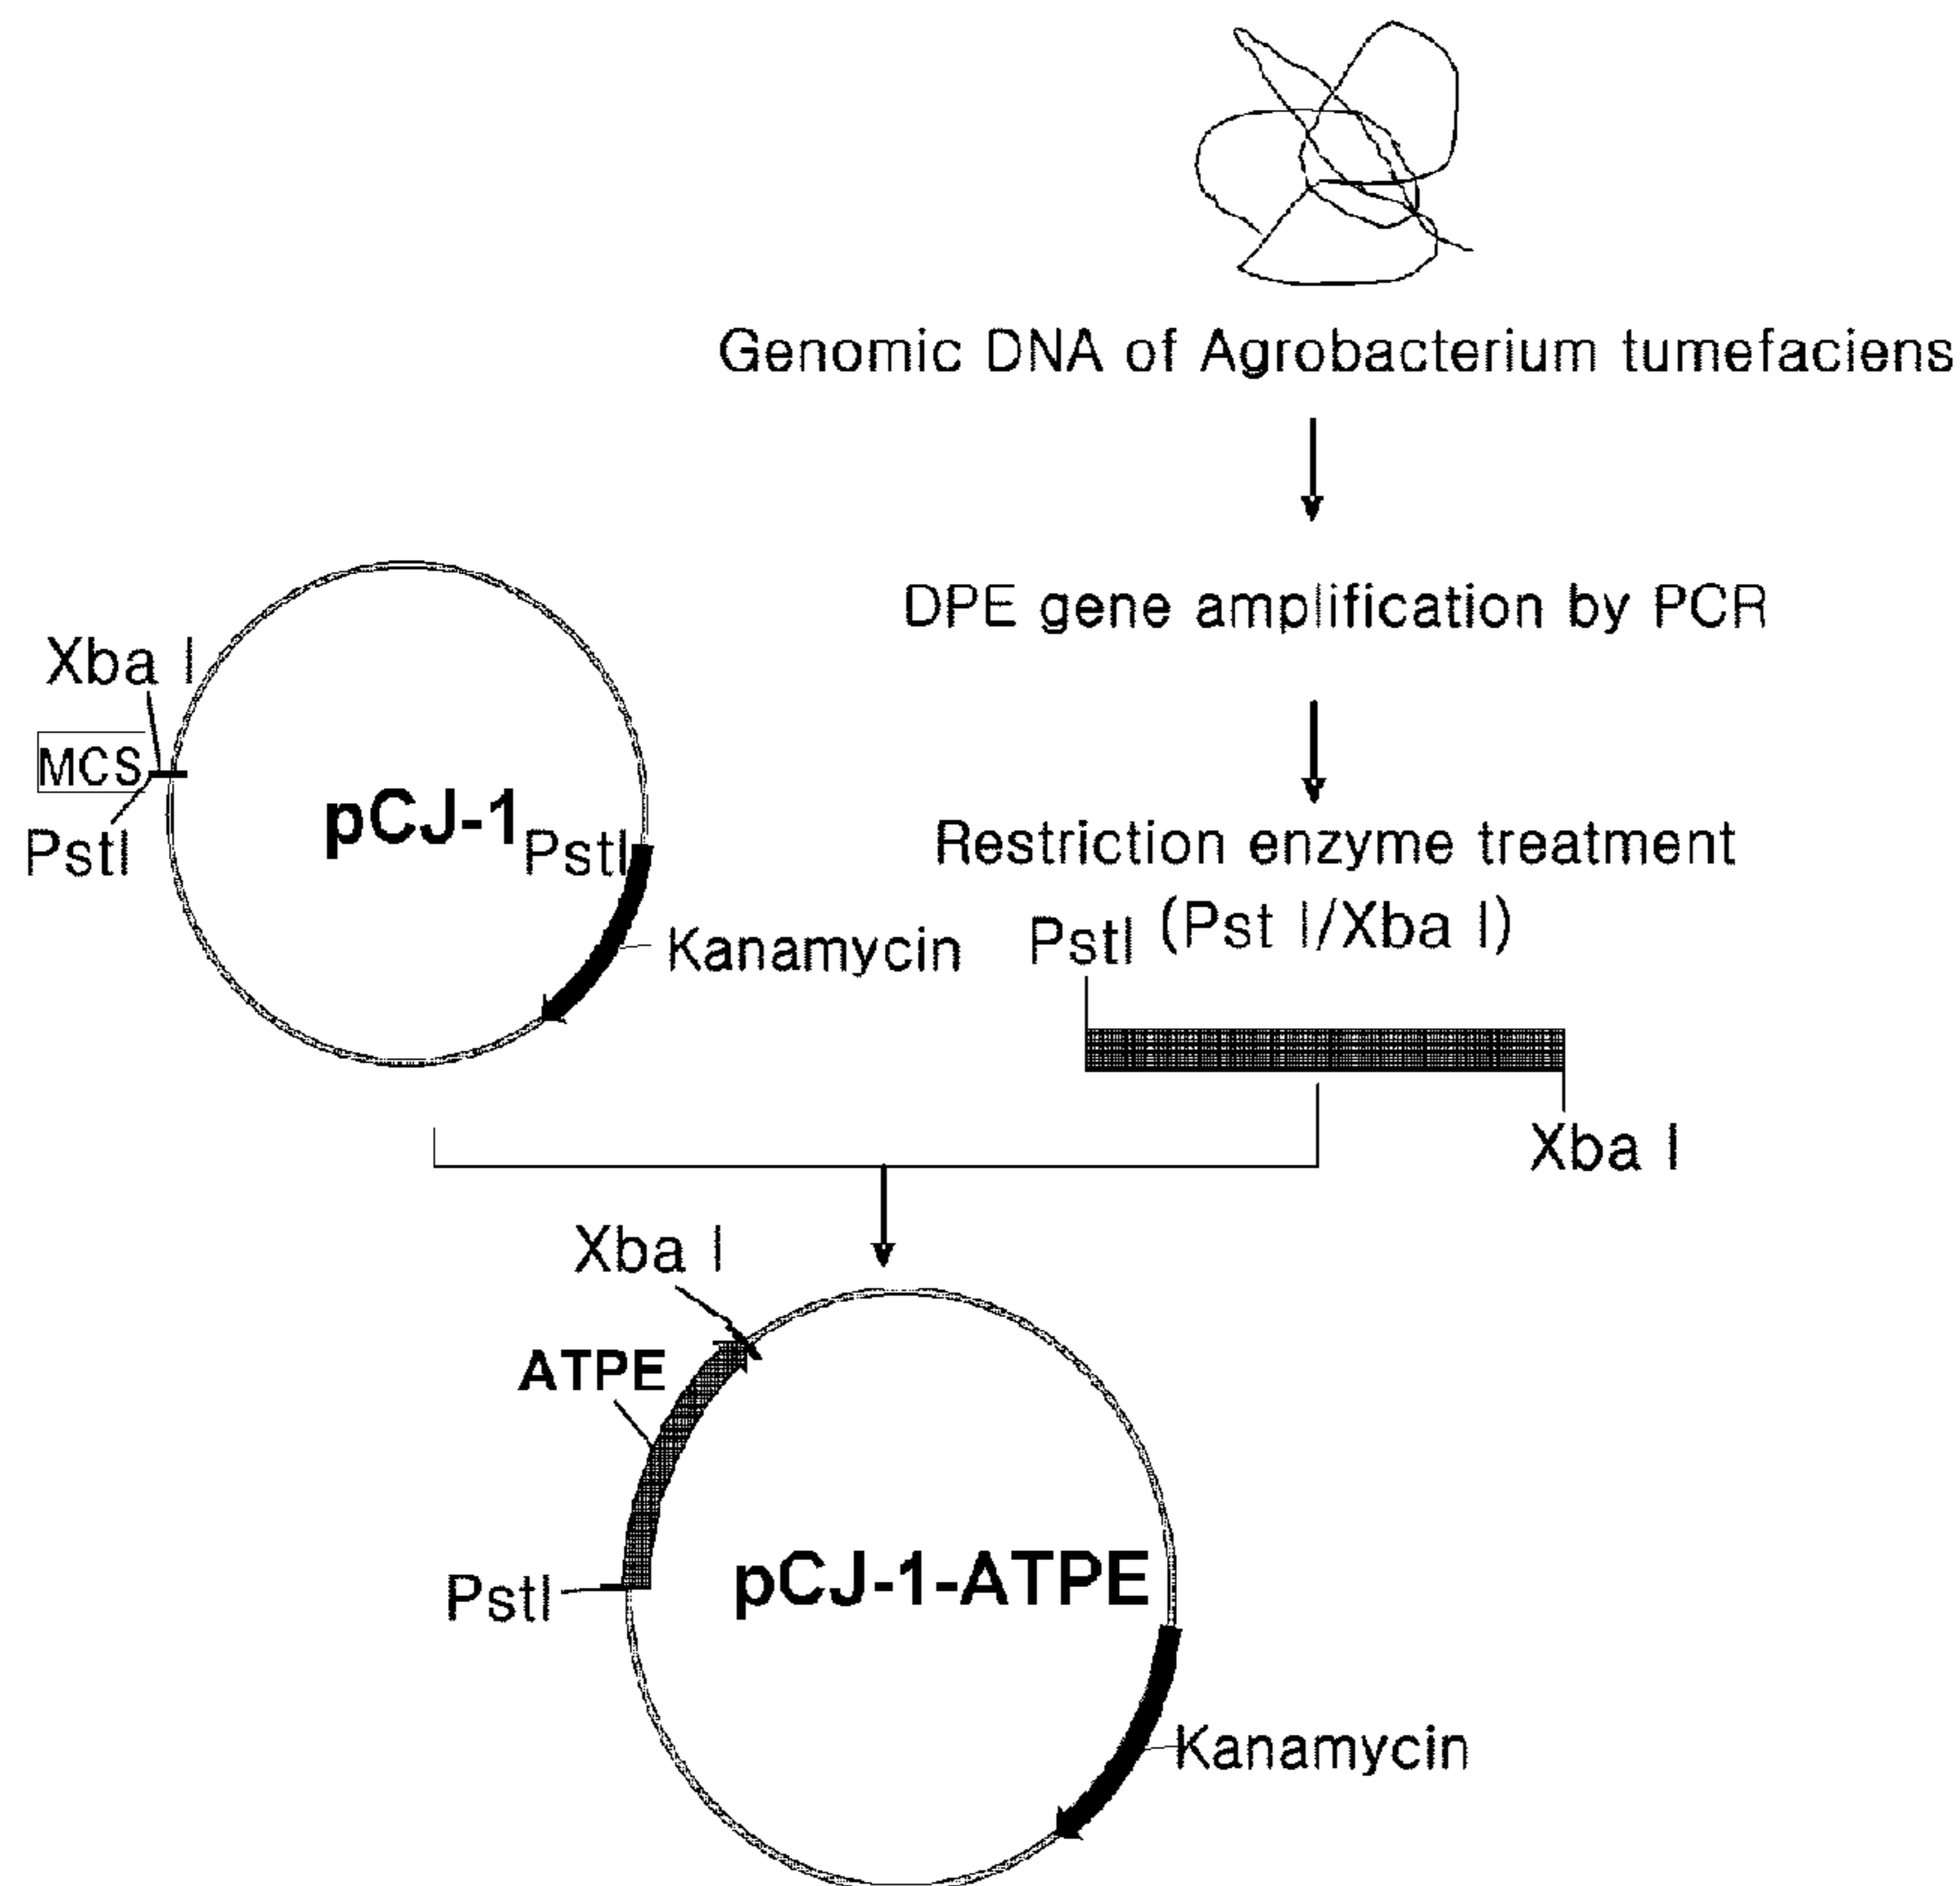 Genomic DNA of Agrobacterium tumefaciens
DPE gene amplification by PCR
Xba I
MCS
PstI
pCJ-1
PstI
Kanamycin
Restriction enzyme treatment
(Pst I/Xba I)
PstI
Xba I
Xba I
ATPE
PstI
pCJ-1-ATPE
Kanamycin